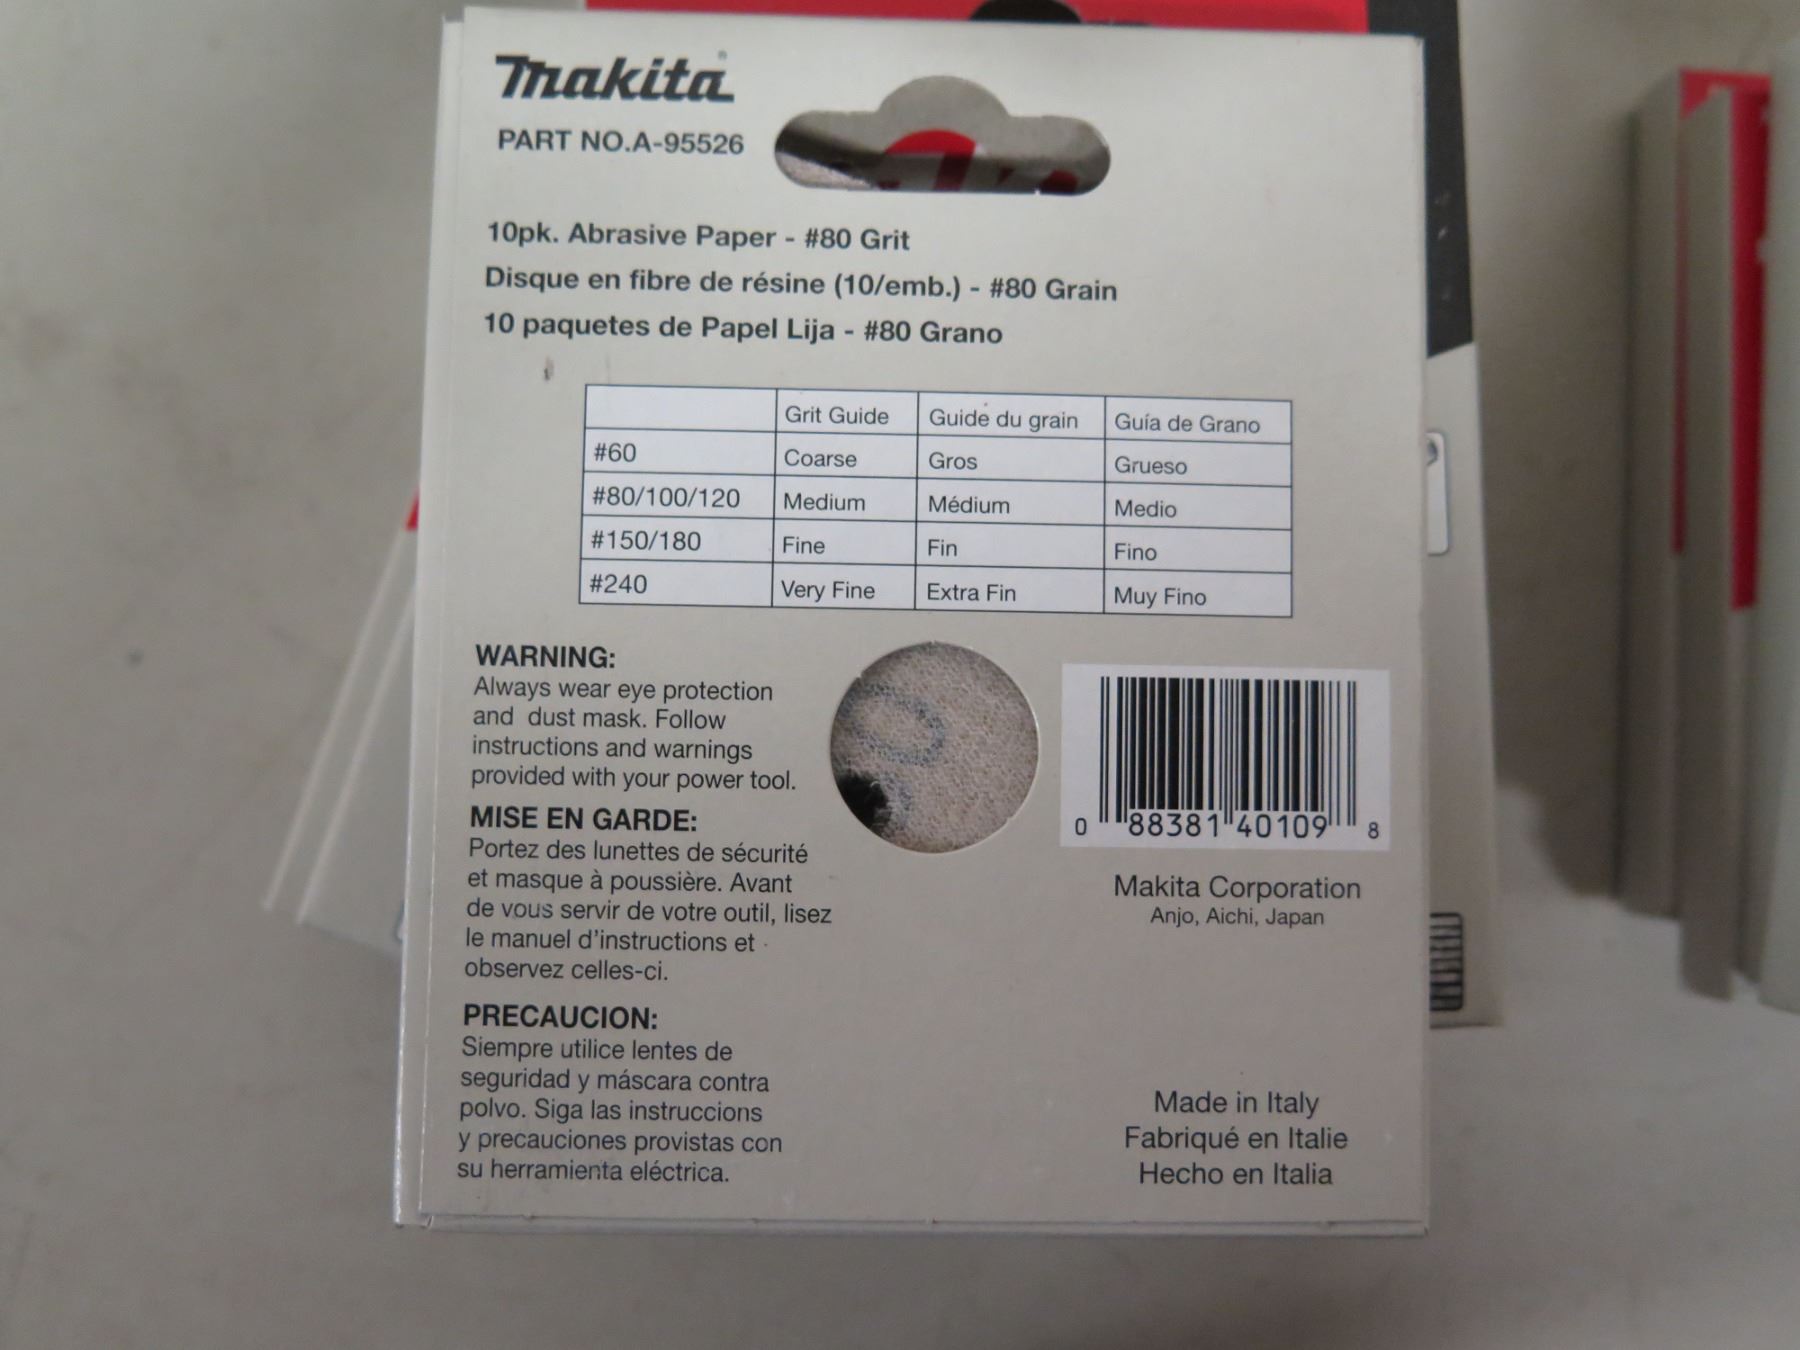 makita®
PART NO.A-95526
10pk. Abrasive Paper - #80 Grit
Disque en fibre de résine (10/emb.) - #80 Grain
10 paquetes de Papel Lija - #80 Grano
Grit Guide Guide du grain Guía de Grano
#60 Coarse Gros Grueso
#80/100/120 Medium Médium Medio
#150/180 Fine Fin Fino
#240 Very Fine Extra Fin Muy Fino
WARNING:
Always wear eye protection
and dust mask. Follow
instructions and warnings
provided with your power tool.
MISE EN GARDE:
Portez des lunettes de sécurité
et masque à poussière. Avant
de vous servir de votre outil, lisez
le manuel d'instructions et
observez celles-ci.
PRECAUCION:
Siempre utilice lentes de
seguridad y máscara contra
polvo. Siga las instruccions
y precauciones provistas con
su herramienta eléctrica.
0 88381 40109 8
Makita Corporation
Anjo, Aichi, Japan
Made in Italy
Fabriqué en Italie
Hecho en Italia